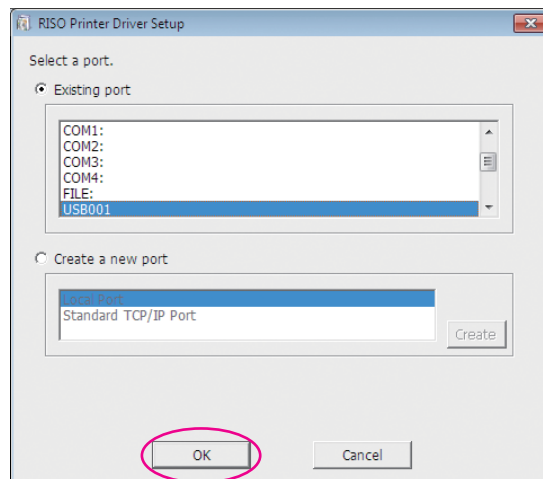 RISO Printer Driver Setup
Select a port.
Existing port
COM1:
COM2:
COM3:
COM4:
FILE:
USB001
Create a new port
Local Port
Standard TCP/IP Port
Create
OK
Cancel